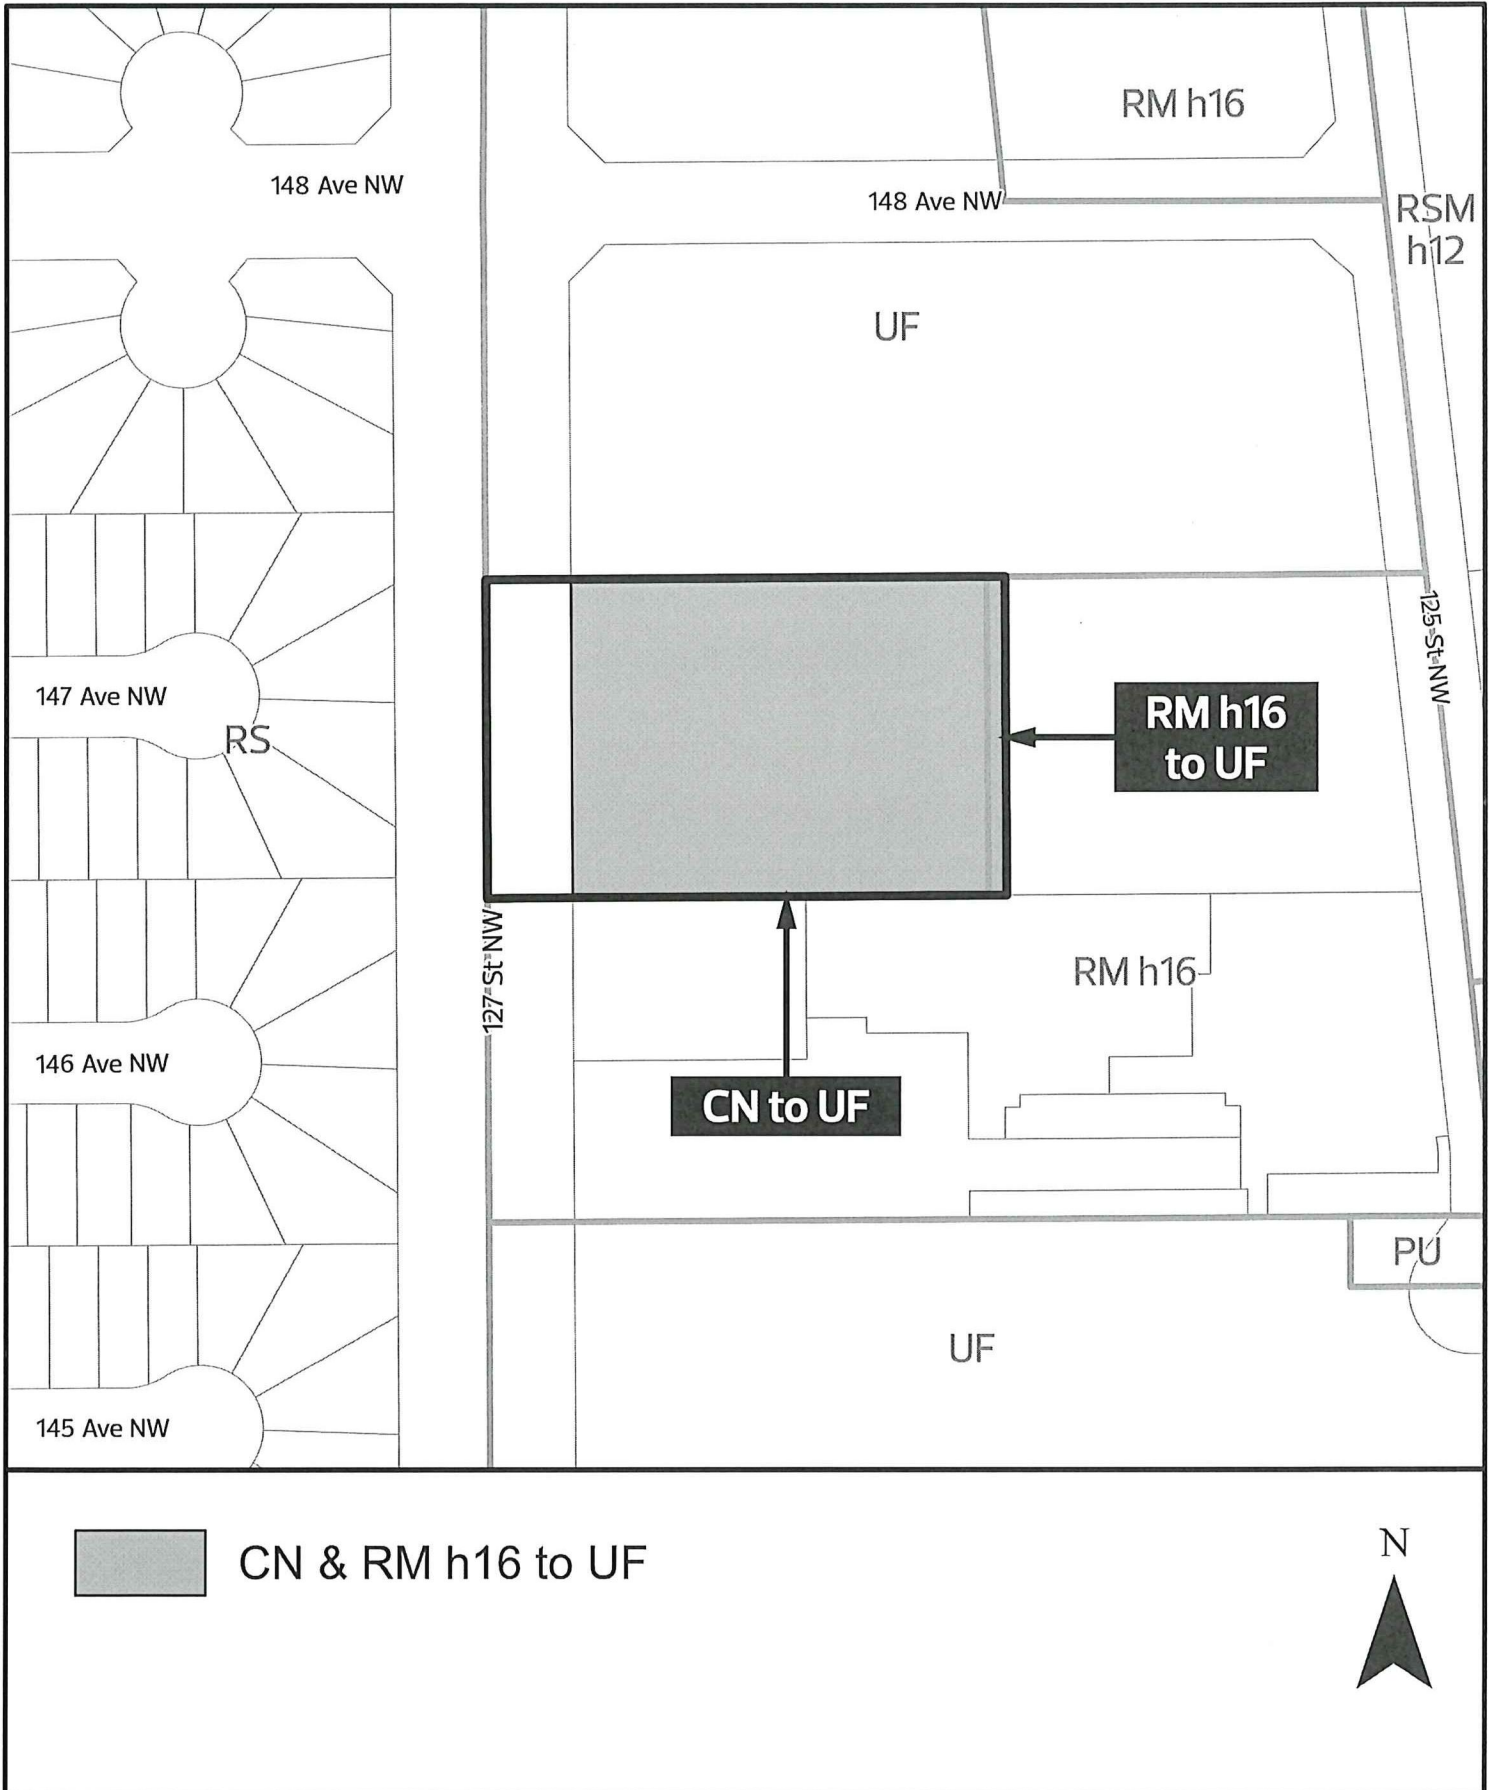 RM h16
148 Ave NW
148 Ave NW
RSM
h12
UF
125 St NW
147 Ave NW
RS
RM h16
to UF
127 St NW
RM h16
146 Ave NW
CN to UF
PU
UF
145 Ave NW
CN & RM h16 to UF
N